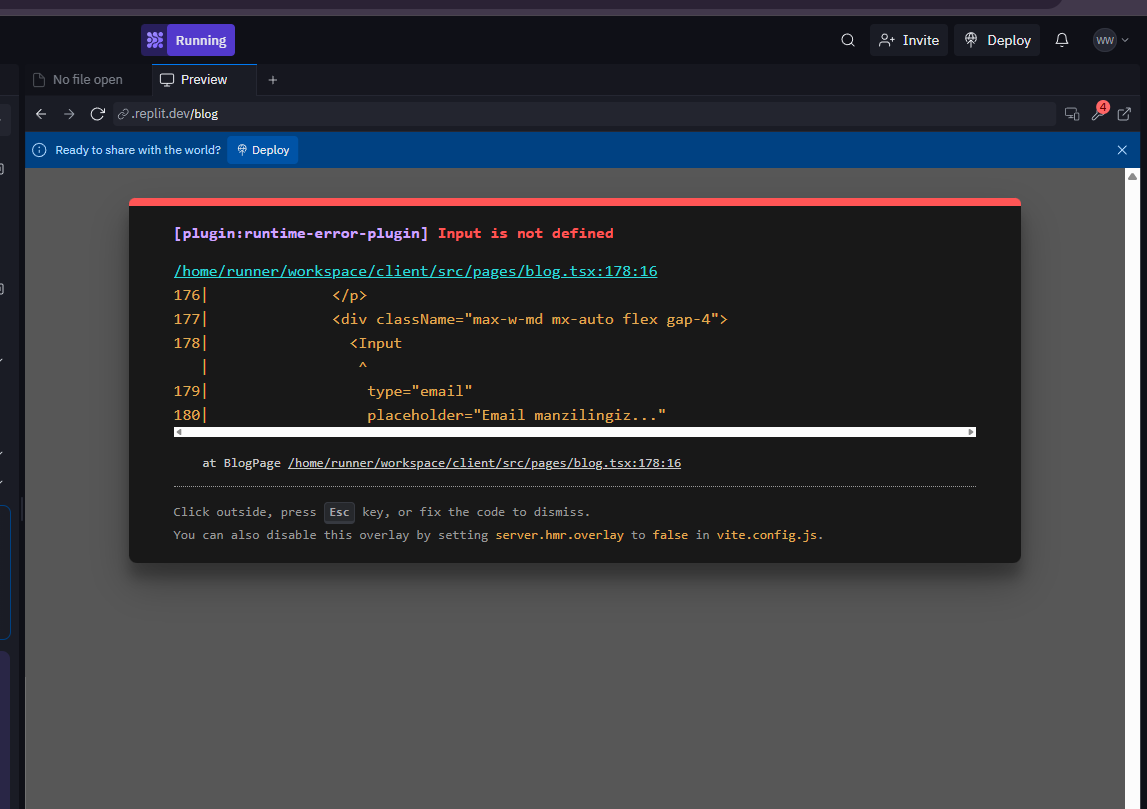 Running
Invite
Deploy
WW
No file open
Preview
.replit.dev/blog
4
Ready to share with the world?
Deploy
[plugin:runtime-error-plugin] Input is not defined
/home/runner/workspace/client/src/pages/blog.tsx:178:16
176| </p>
177| <div className="max-w-md mx-auto flex gap-4">
178| <Input
| ^
179| type="email"
180| placeholder="Email manzilingiz..."
at BlogPage /home/runner/workspace/client/src/pages/blog.tsx:178:16
Click outside, press Esc key, or fix the code to dismiss.
You can also disable this overlay by setting server.hmr.overlay to false in vite.config.js.